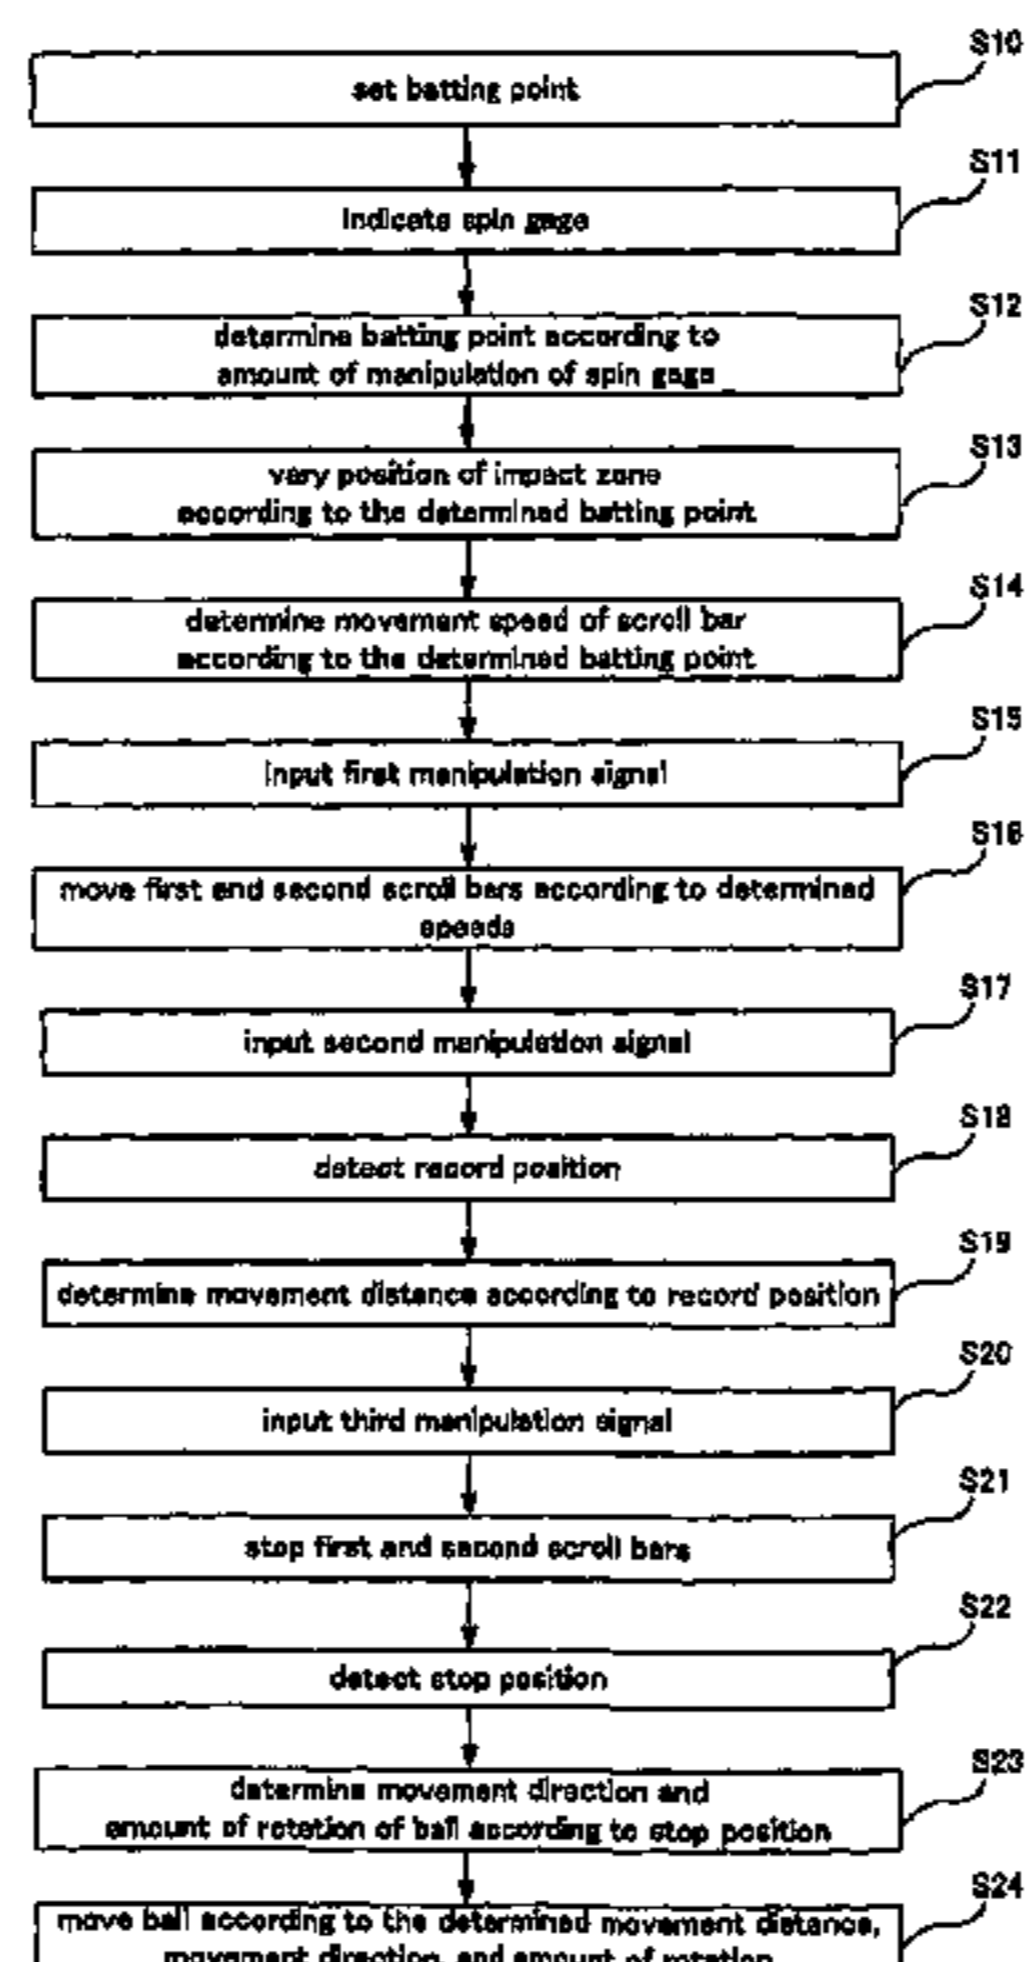 S10
set batting point
S11
indicate spin gage
S12
determine batting point according to
amount of manipulation of spin gage
S13
vary position of impact zone
according to the determined batting point
S14
determine movement speed of scroll bar
according to the determined batting point
S15
input first manipulation signal
S16
move first and second scroll bars according to determined
speeds
S17
input second manipulation signal
S18
detect record position
S19
determine movement distance according to record position
S20
input third manipulation signal
S21
stop first and second scroll bars
S22
detect stop position
S23
determine movement direction and
amount of rotation of ball according to stop position
S24
move ball according to the determined movement distance,
movement direction, and amount of rotation